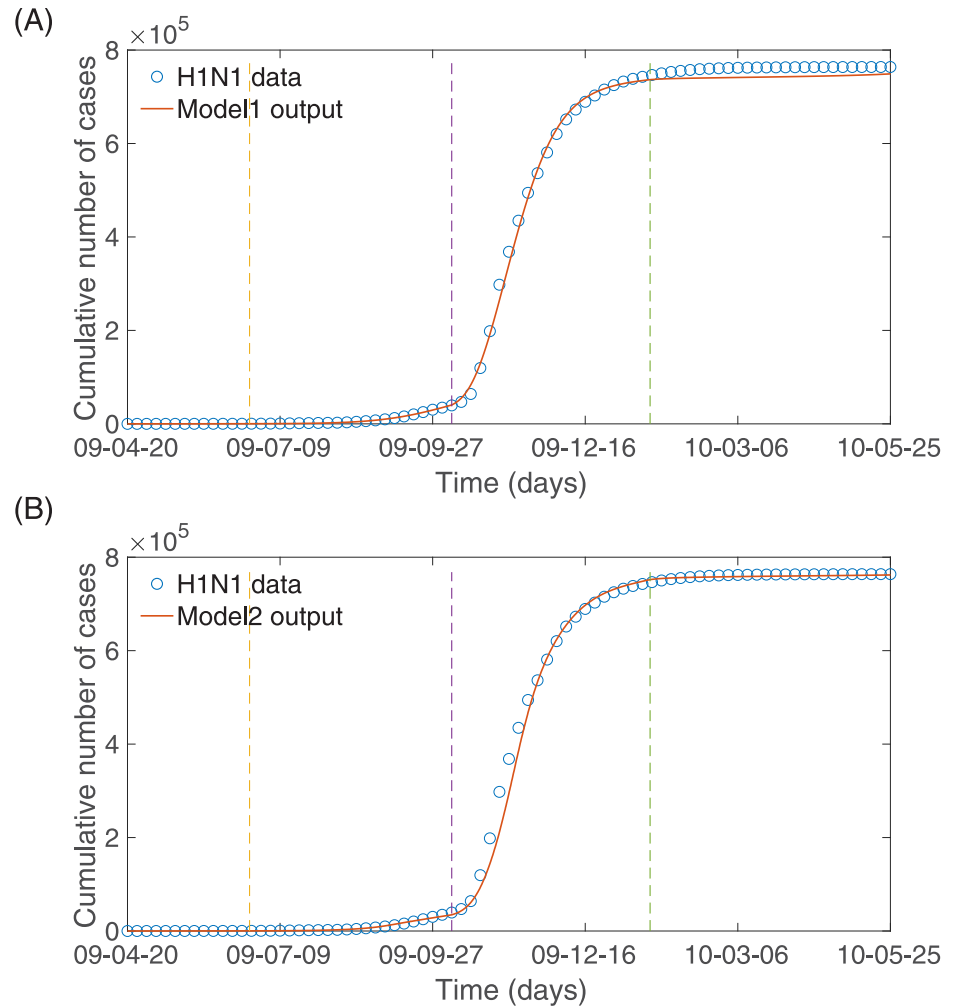 (A)
× 10^5
8
H1N1 data
Model1 output
6
4
2
0
Cumulative number of cases
09-04-20 09-07-09 09-09-27 09-12-16 10-03-06 10-05-25
Time (days)
(B)
× 10^5
8
H1N1 data
Model2 output
6
4
2
0
Cumulative number of cases
09-04-20 09-07-09 09-09-27 09-12-16 10-03-06 10-05-25
Time (days)